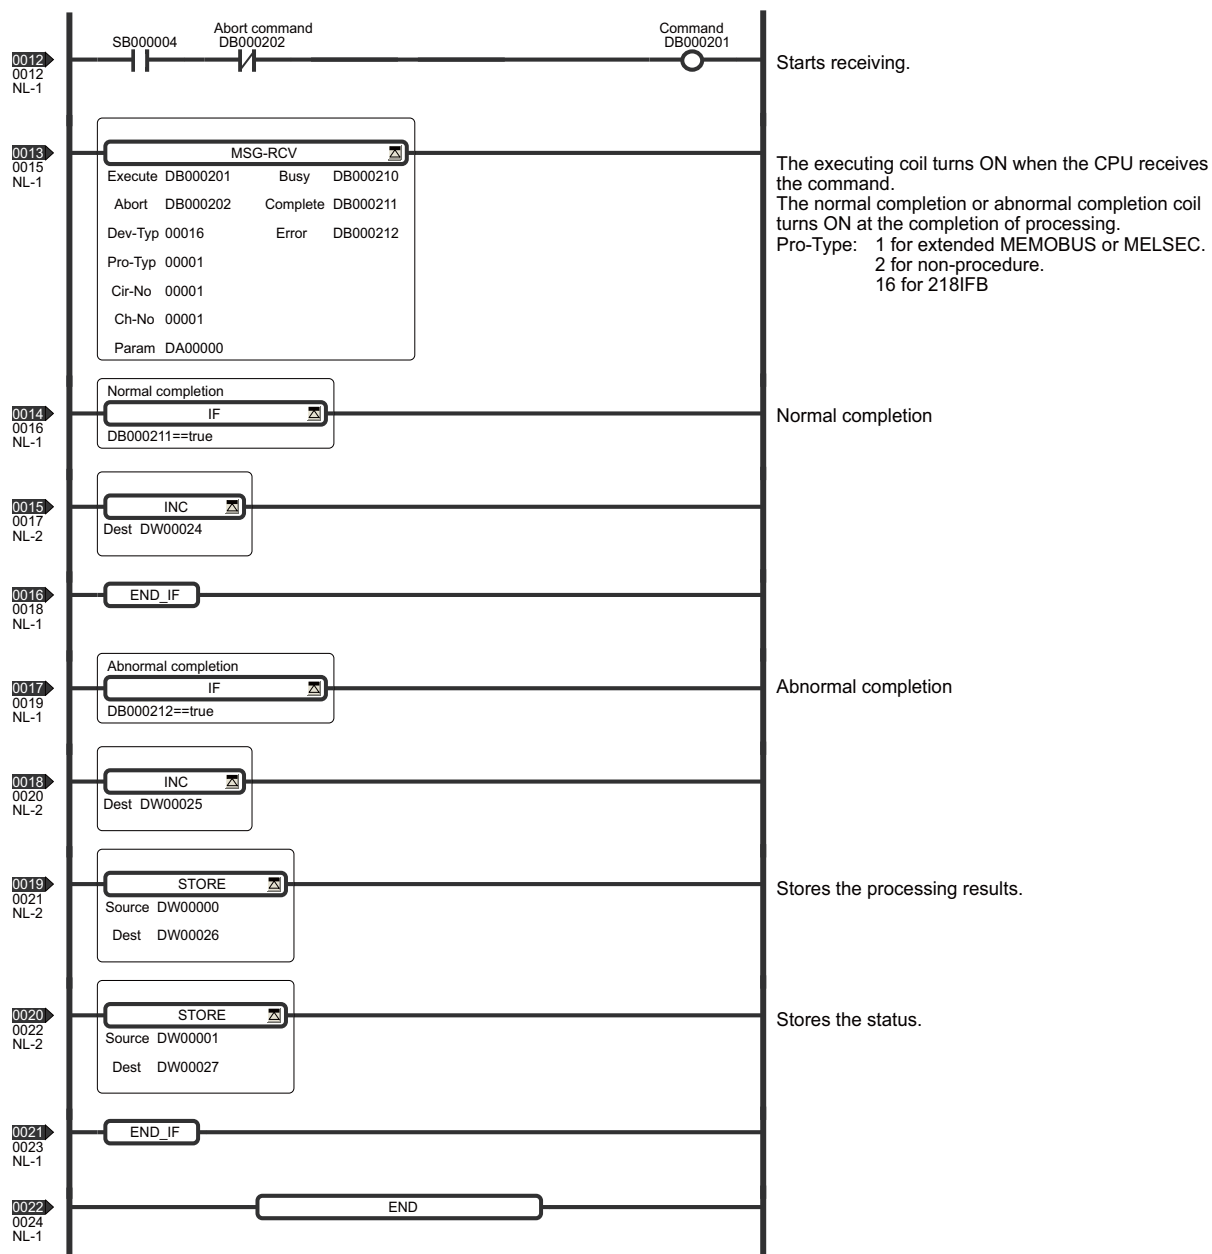 Abort command
Command
SB000004
DB000202
DB000201
0012
0012
NL-1
Starts receiving.
0013
0015
NL-1
MSG-RCV
Execute DB000201 Busy DB000210
Abort DB000202 Complete DB000211
Dev-Typ 00016 Error DB000212
Pro-Typ 00001
Cir-No 00001
Ch-No 00001
Param DA00000
The executing coil turns ON when the CPU receives
the command.
The normal completion or abnormal completion coil
turns ON at the completion of processing.
Pro-Type: 1 for extended MEMOBUS or MELSEC.
2 for non-procedure.
16 for 218IFB
0014
0016
NL-1
Normal completion
IF
DB000211==true
Normal completion
0015
0017
NL-2
INC
Dest DW00024
0016
0018
NL-1
END_IF
0017
0019
NL-1
Abnormal completion
IF
DB000212==true
Abnormal completion
0018
0020
NL-2
INC
Dest DW00025
0019
0021
NL-2
STORE
Source DW00000
Dest DW00026
Stores the processing results.
0020
0022
NL-2
STORE
Source DW00001
Dest DW00027
Stores the status.
0021
0023
NL-1
END_IF
0022
0024
NL-1
END